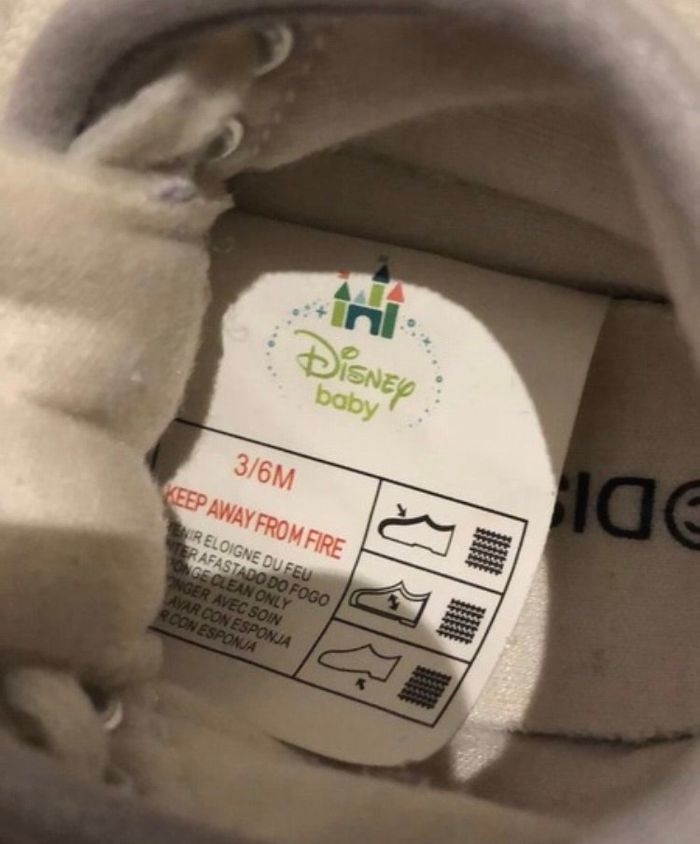 Disney
baby
3/6M
KEEP AWAY FROM FIRE
ELOIGNE DU FEU
AFASTADO DO FOGO
CLEAN ONLY
AVEC SOIN
CON ESPONJA
CON ESPONJA
©DIS